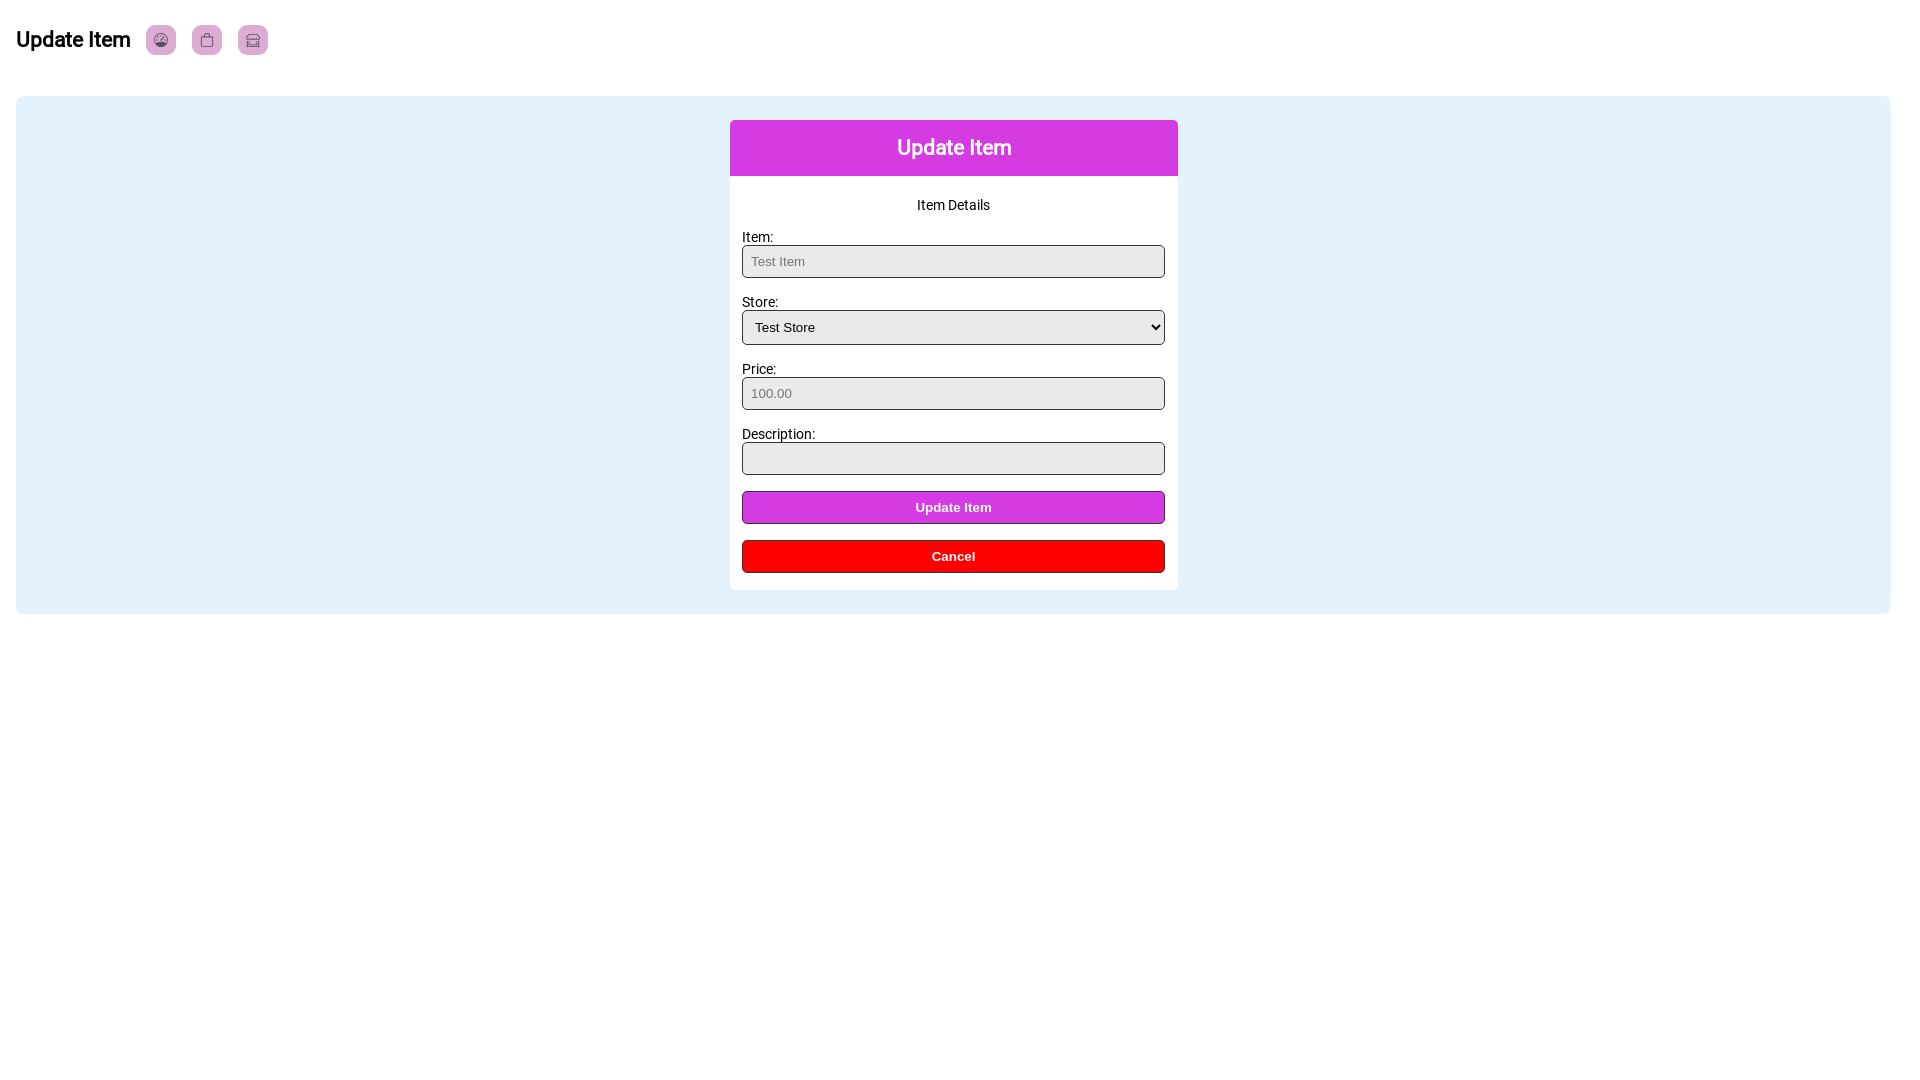 Update Item
Update Item
Item Details
Item:
Test Item
Store:
Test Store
Price:
100.00
Description:
Update Item
Cancel